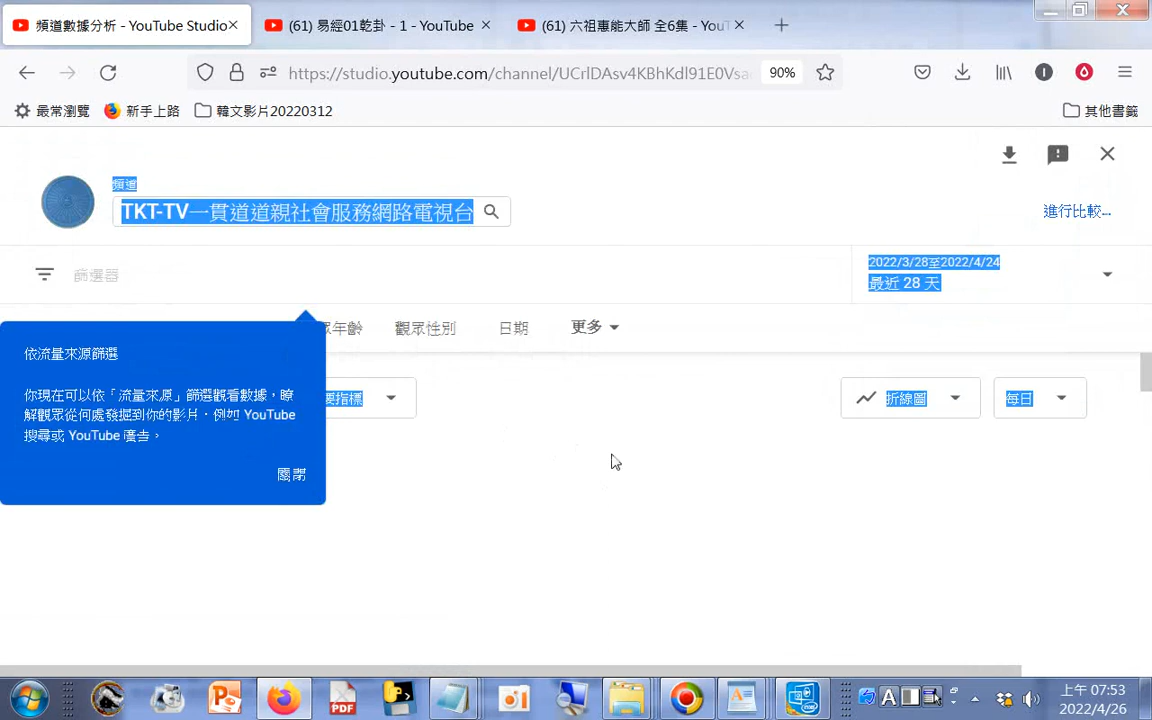 頻道數據分析 - YouTube Studio
(61) 易經01乾卦 - 1 - YouTube
(61) 六祖惠能大師 全6集 - You
https://studio.youtube.com/channel/UCrlDAsv4KBhKdl91E0Vsa
90%
最常瀏覽
新手上路
韓文影片20220312
其他書籤
頻道
TKT-TV一貫道道親社會服務網路電視台
進行比較...
篩選器
2022/3/28至2022/4/24
最近 28 天
眾年齡
觀眾性別
日期
更多
依流量來源篩選
你現在可以依「流量來源」篩選觀看數據，瞭
解觀眾從何處發掘到你的影片，例如 YouTube
搜尋或 YouTube 廣告。
關閉
要指標
折線圖
每日
PDF
A
上午 07:53
2022/4/26